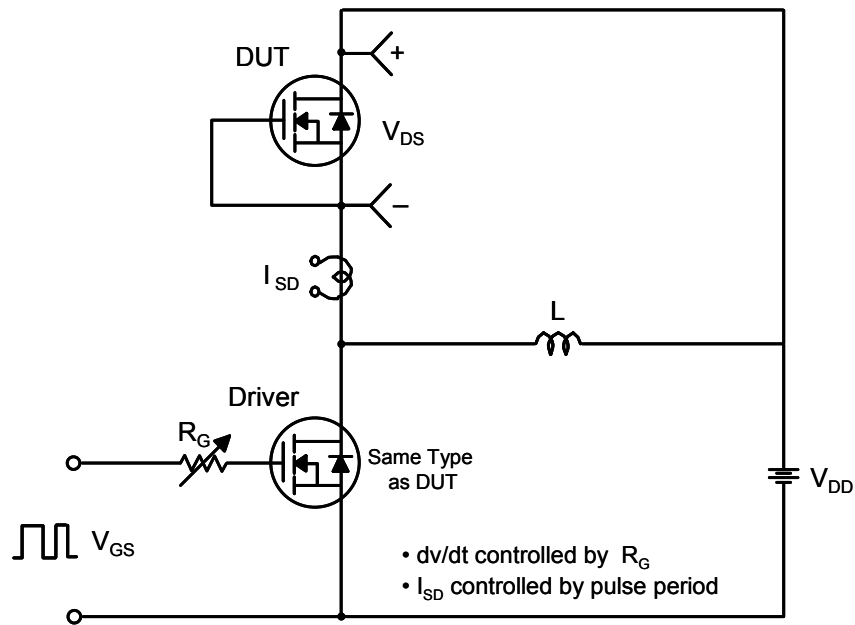 DUT
+
V_DS
–
I_SD
L
Driver
R_G
Same Type
as DUT
V_DD
V_GS
• dv/dt controlled by R_G
• I_SD controlled by pulse period